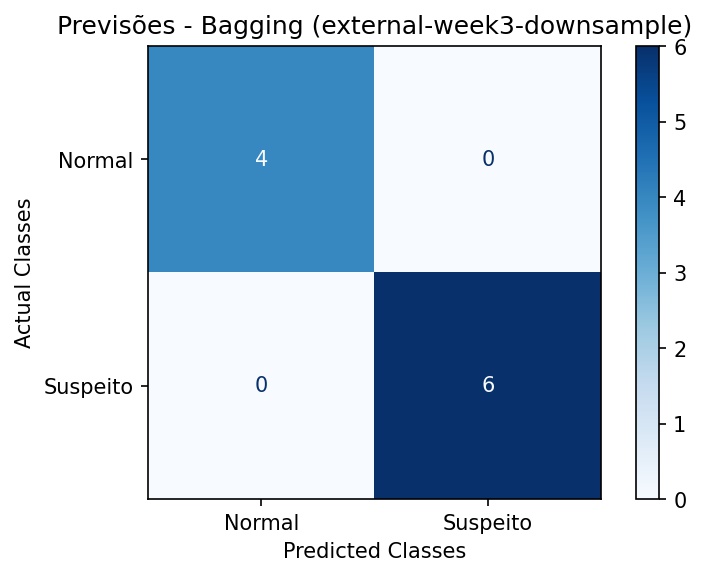 Previsões - Bagging (external-week3-downsample)
Normal
4
0
Suspeito
0
6
Normal
Suspeito
Predicted Classes
Actual Classes
6
5
4
3
2
1
0